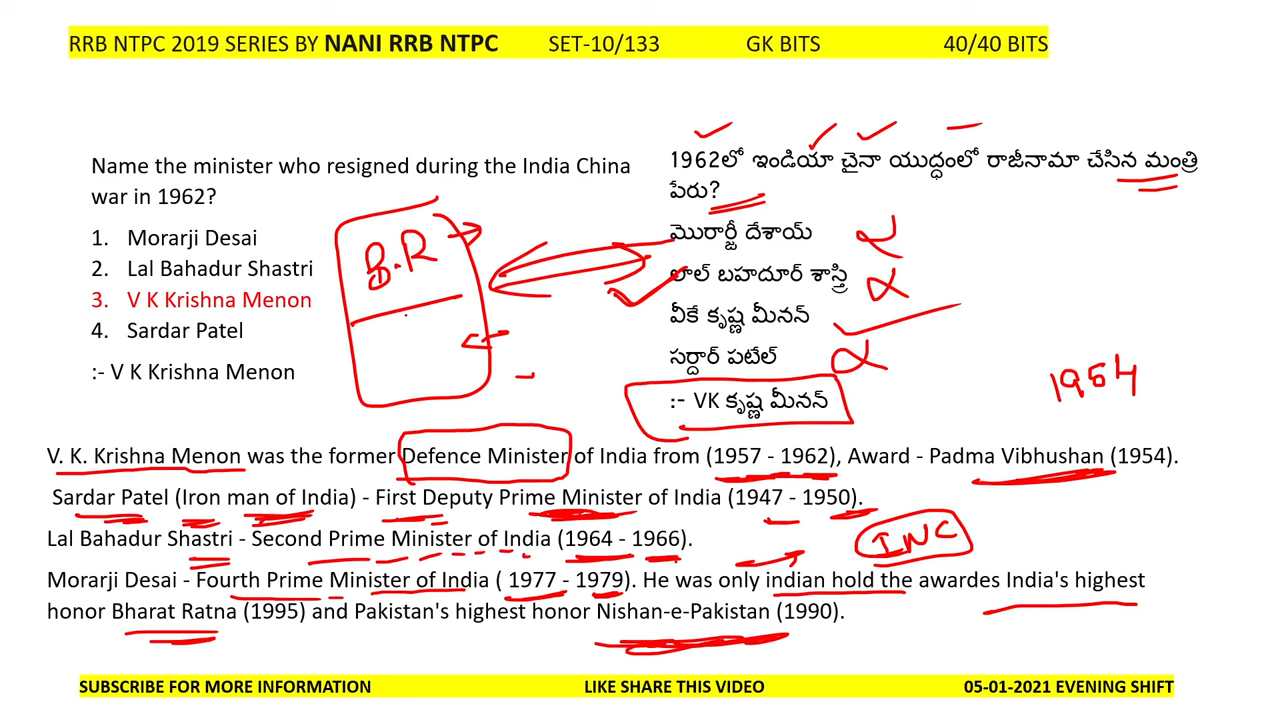 RRB NTPC 2019 SERIES BY NANI RRB NTPC SET-10/133 GK BITS 40/40 BITS
Name the minister who resigned during the India China
war in 1962?
1. Morarji Desai
2. Lal Bahadur Shastri
3. V K Krishna Menon
4. Sardar Patel
:- V K Krishna Menon
B.R
1962లో ఇండియా చైనా యుద్ధంలో రాజీనామా చేసిన మంత్రి
పేరు?
మొరార్జీ దేశాయ్
లాల్ బహదూర్ శాస్త్రి
వీకే కృష్ణ మీనన్
సర్దార్ పటేల్
:- VK కృష్ణ మీనన్
1954
V. K. Krishna Menon was the former Defence Minister of India from (1957 - 1962), Award - Padma Vibhushan (1954).
Sardar Patel (Iron man of India) - First Deputy Prime Minister of India (1947 - 1950).
Lal Bahadur Shastri - Second Prime Minister of India (1964 - 1966).
INC
Morarji Desai - Fourth Prime Minister of India ( 1977 - 1979). He was only indian hold the awardes India's highest
honor Bharat Ratna (1995) and Pakistan's highest honor Nishan-e-Pakistan (1990).
SUBSCRIBE FOR MORE INFORMATION LIKE SHARE THIS VIDEO 05-01-2021 EVENING SHIFT